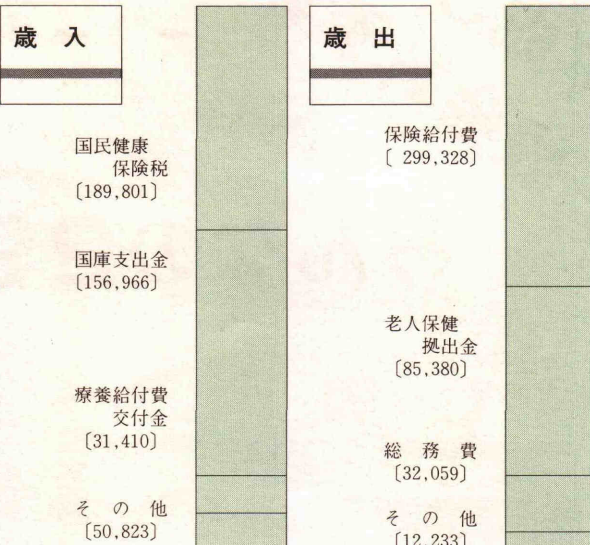 歳 入
国民健康
保険税
〔189,801〕
国庫支出金
〔156,966〕
療養給付費
交付金
〔31,410〕
そ の 他
〔50,823〕
歳 出
保険給付費
〔 299,328〕
老人保健
拠出金
〔85,380〕
総 務 費
〔32,059〕
そ の 他
〔12,233〕